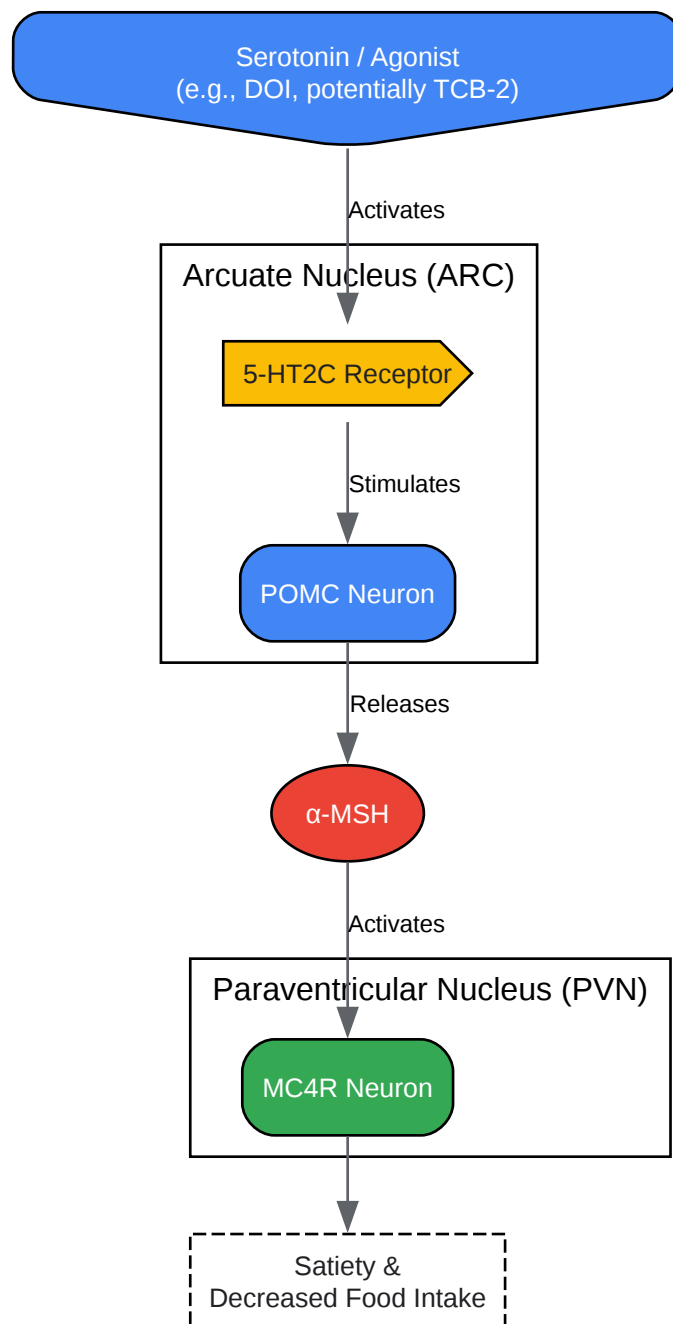 Serotonin / Agonist
(e.g., DOI, potentially TCB-2)
Activates
Arcuate Nucleus (ARC)
5-HT2C Receptor
Stimulates
POMC Neuron
Releases
α-MSH
Activates
Paraventricular Nucleus (PVN)
MC4R Neuron
Satiety &
Decreased Food Intake